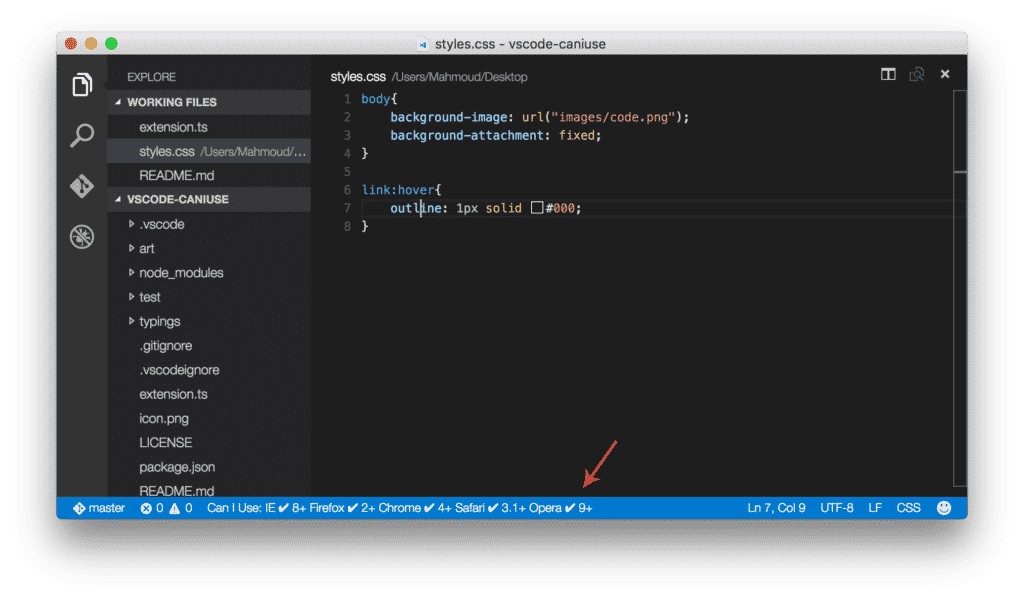 styles.css - vscode-caniuse
EXPLORE
WORKING FILES
extension.ts
styles.css /Users/Mahmoud/...
README.md
VSCODE-CANIUSE
.vscode
art
node_modules
test
typings
.gitignore
.vscodeignore
extension.ts
icon.png
LICENSE
package.json
README.md
styles.css /Users/Mahmoud/Desktop
1 body{
2 background-image: url("images/code.png");
3 background-attachment: fixed;
4 }
5
6 link:hover{
7 outline: 1px solid #000;
8 }
master 0 0 Can I Use: IE ✔ 8+ Firefox ✔ 2+ Chrome ✔ 4+ Safari ✔ 3.1+ Opera ✔ 9+ Ln 7, Col 9 UTF-8 LF CSS